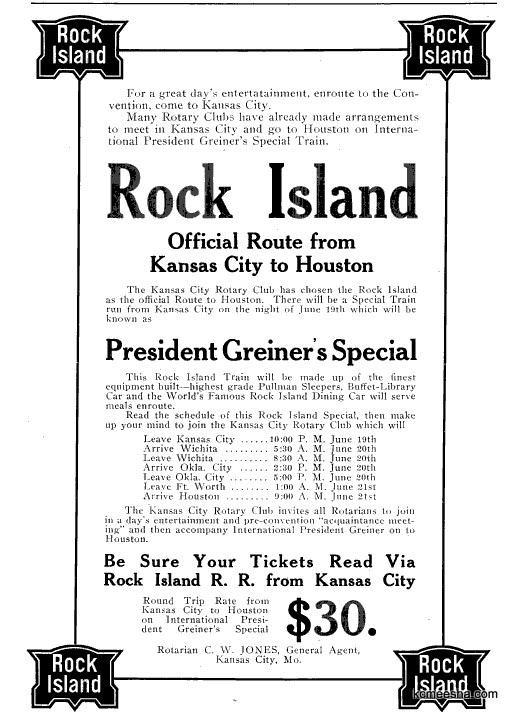 Rock
Island
Rock
Island
For a great day's entertatainment, enroute to the Con-
vention, come to Kansas City.
Many Rotary Clubs have already made arrangements
to meet in Kansas City and go to Houston on Interna-
tional President Greiner's Special Train.
Rock Island
Official Route from
Kansas City to Houston
The Kansas City Rotary Club has chosen the Rock Island
as the official Route to Houston. There will be a Special Train
run from Kansas City on the night of June 19th which will be
known as
President Greiner's Special
This Rock Island Train will be made up of the finest
equipment built—highest grade Pullman Sleepers, Buffet-Library
Car and the World's Famous Rock Island Dining Car will serve
meals enroute.
Read the schedule of this Rock Island Special, then make
up your mind to join the Kansas City Rotary Club which will
Leave Kansas City ......10:00 P. M. June 19th
Arrive Wichita ......... 5:30 A. M. June 20th
Leave Wichita .......... 8:30 A. M. June 20th
Arrive Okla. City ...... 2:30 P. M. June 20th
Leave Okla. City ....... 5:00 P. M. June 20th
Leave Ft. Worth ........ 1:00 A. M. June 21st
Arrive Houston ......... 9:00 A. M. June 21st
The Kansas City Rotary Club invites all Rotarians to join
in a day's entertainment and pre-convention "acquaintance meet-
ing" and then accompany International President Greiner on to
Houston.
Be Sure Your Tickets Read Via
Rock Island R. R. from Kansas City
Round Trip Rate from
Kansas City to Houston
on International Presi-
dent Greiner's Special
$30.
Rotarian C. W. JONES, General Agent,
Kansas City, Mo.
Rock
Island
Rock
Island
komeesha.com